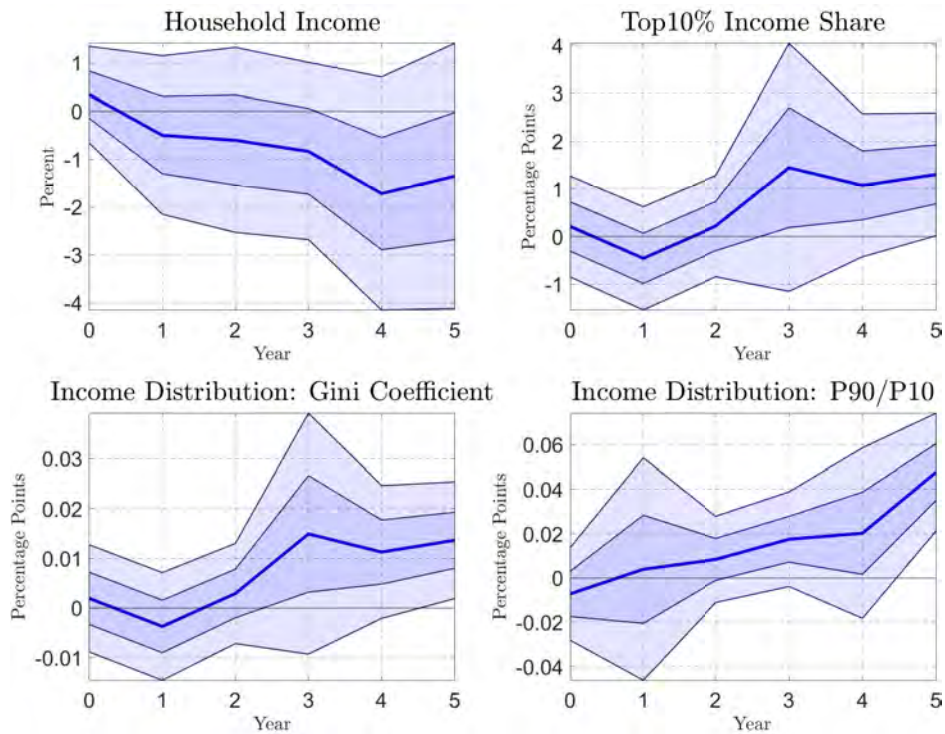 Household Income
Percent
1
0
-1
-2
-3
-4
0 1 2 3 4 5
Year
Top10% Income Share
Percentage Points
4
3
2
1
0
-1
0 1 2 3 4 5
Year
Income Distribution: Gini Coefficient
Percentage Points
0.03
0.02
0.01
0
-0.01
0 1 2 3 4 5
Year
Income Distribution: P90/P10
Percentage Points
0.06
0.04
0.02
0
-0.02
-0.04
0 1 2 3 4 5
Year